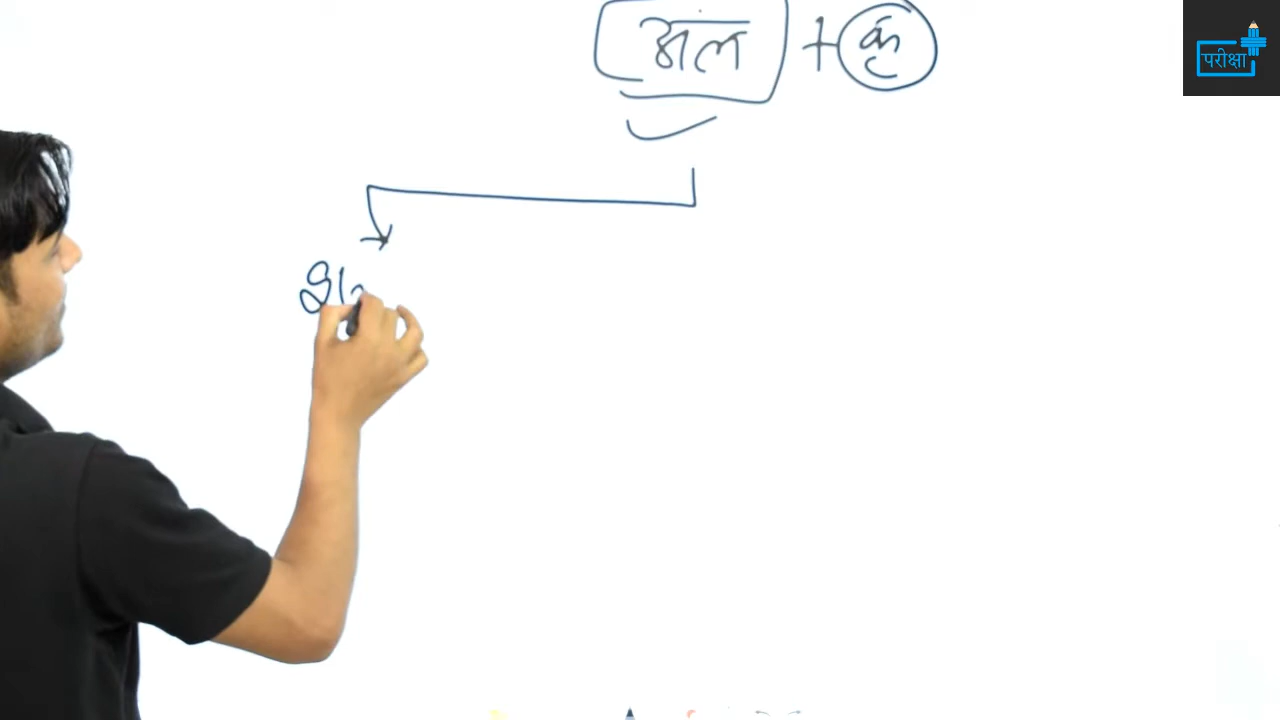 अलं + कृ
श
परीक्षा